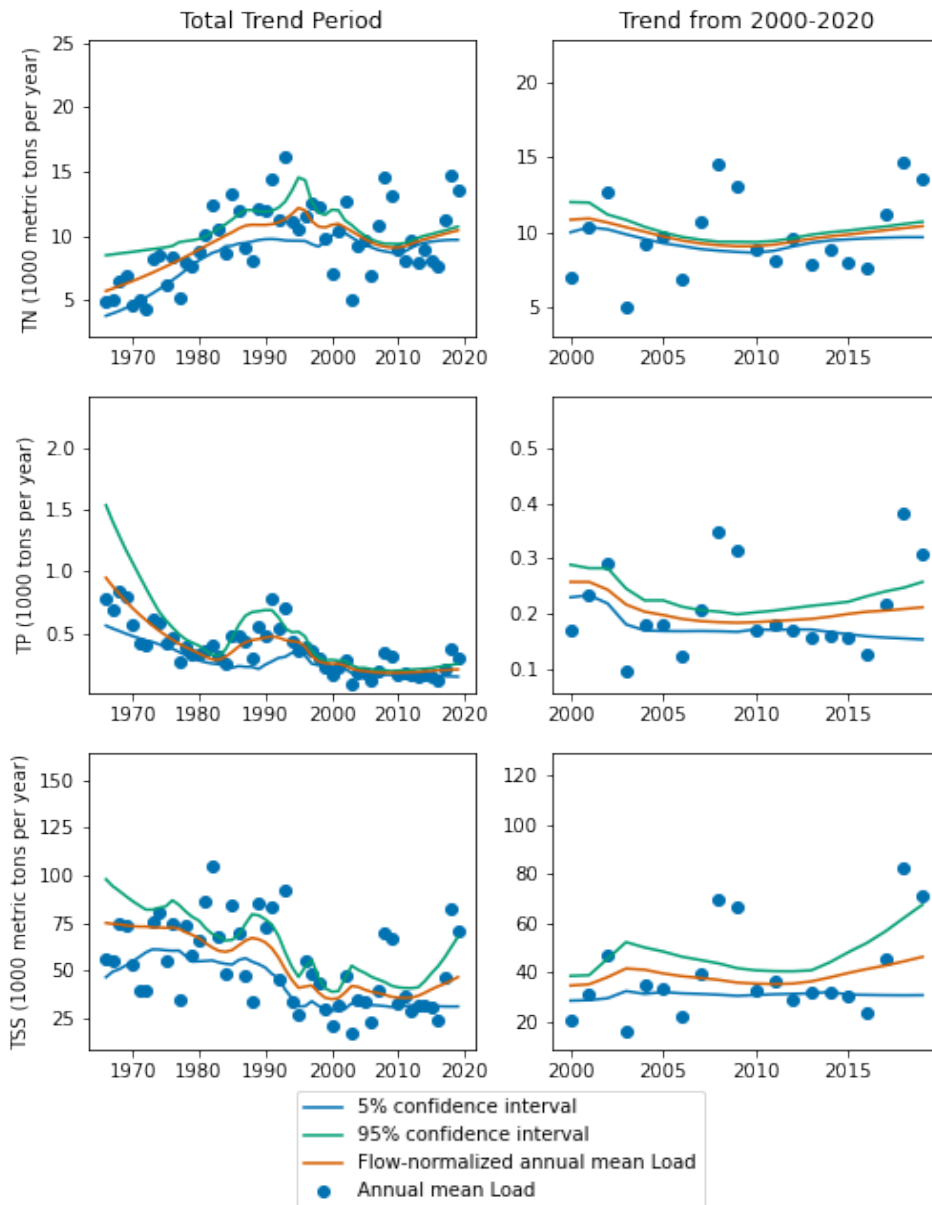 Total Trend Period
Trend from 2000-2020
TN (1000 metric tons per year)
25
20
15
10
5
1970 1980 1990 2000 2010 2020
20
15
10
5
2000 2005 2010 2015
TP (1000 tons per year)
2.0
1.5
1.0
0.5
1970 1980 1990 2000 2010 2020
0.5
0.4
0.3
0.2
0.1
2000 2005 2010 2015
TSS (1000 metric tons per year)
150
125
100
75
50
25
1970 1980 1990 2000 2010 2020
120
100
80
60
40
20
2000 2005 2010 2015
5% confidence interval
95% confidence interval
Flow-normalized annual mean Load
Annual mean Load